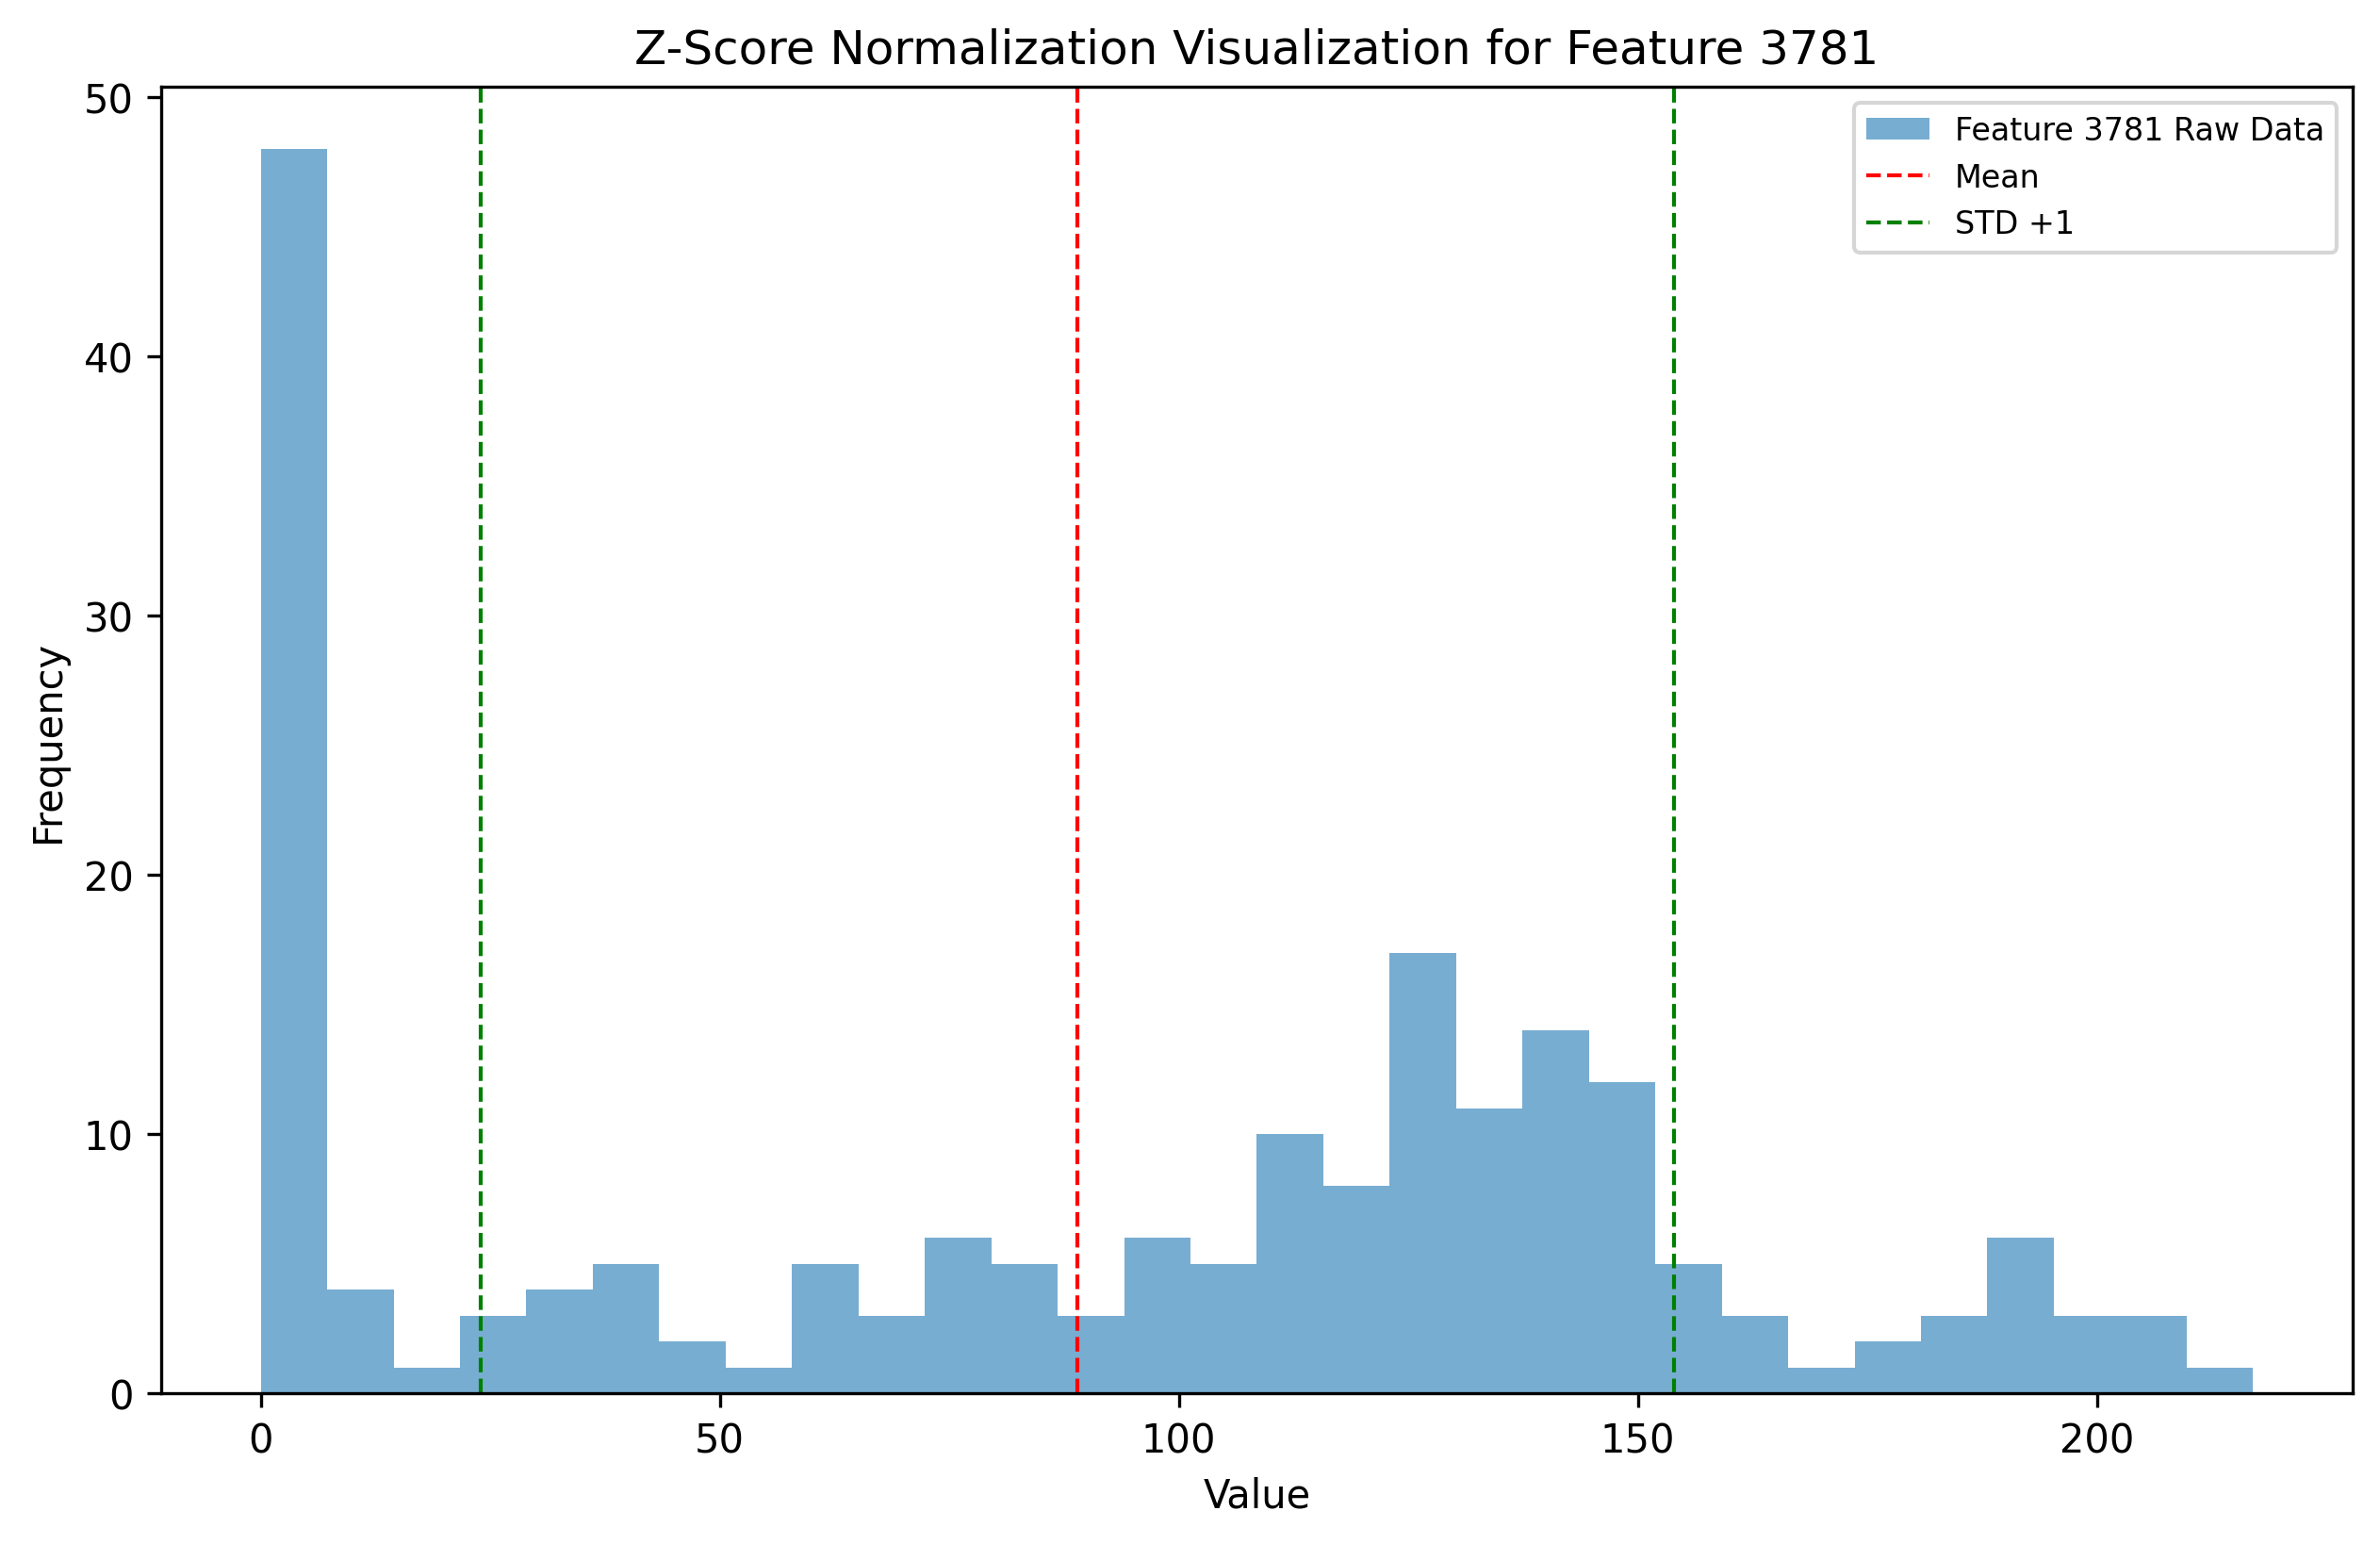 Z-Score Normalization Visualization for Feature 3781
Feature 3781 Raw Data
Mean
STD +1
50
40
30
20
10
0
Frequency
0
50
100
150
200
Value